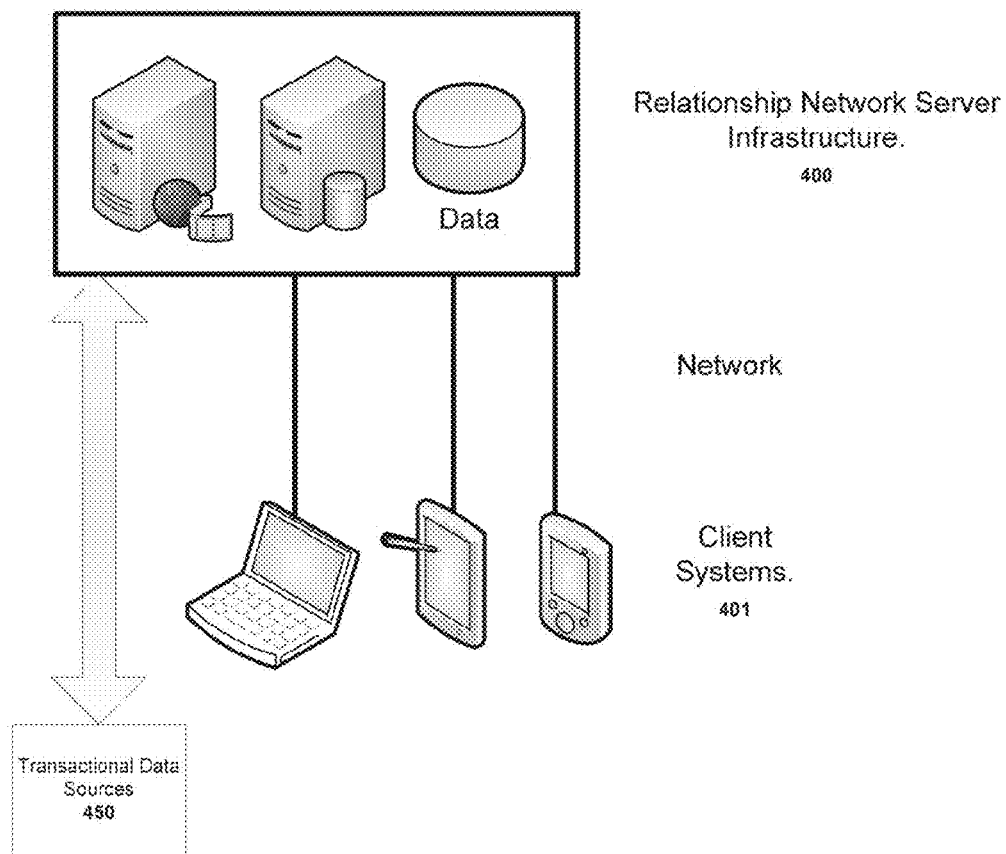 Relationship Network Server
Infrastructure.
400
Data
Network
Client
Systems.
401
Transactional Data
Sources
450